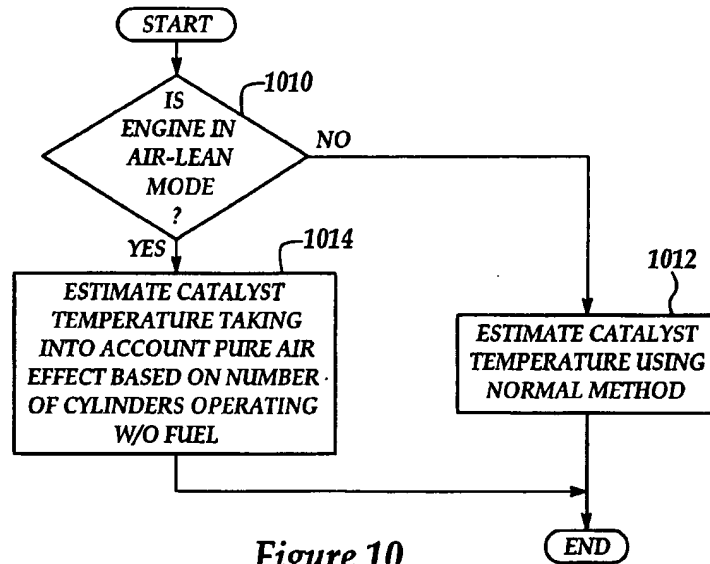 START
1010
IS
ENGINE IN
AIR-LEAN
MODE
?
NO
YES
1014
ESTIMATE CATALYST
TEMPERATURE TAKING
INTO ACCOUNT PURE AIR
EFFECT BASED ON NUMBER
OF CYLINDERS OPERATING
W/O FUEL
1012
ESTIMATE CATALYST
TEMPERATURE USING
NORMAL METHOD
END
Figure 10